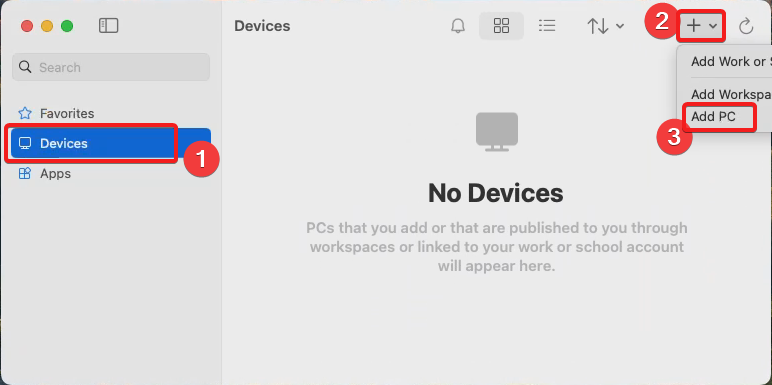 Devices
2
Search
Add Work or S
Add Workspa
Favorites
Add PC
3
Devices
1
Apps
No Devices
PCs that you add or that are published to you through
workspaces or linked to your work or school account
will appear here.